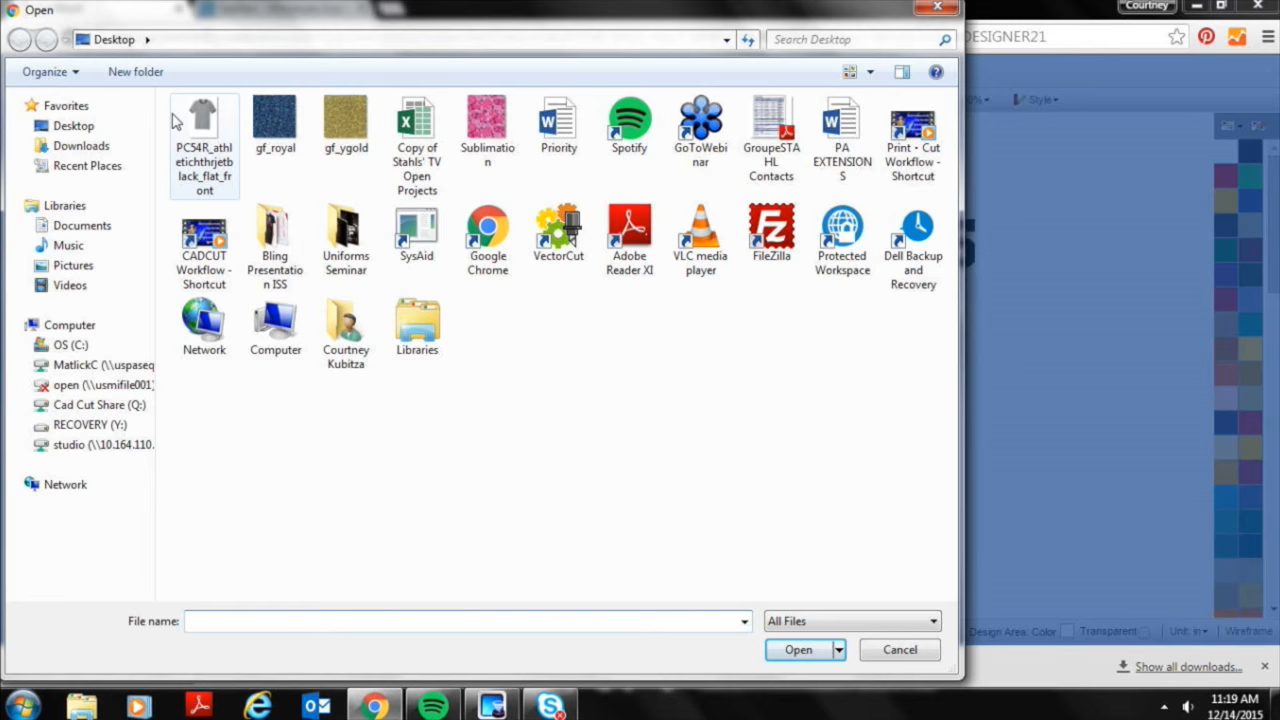 Open
Courtney
Desktop
Search Desktop
DESIGNER21
Organize
New folder
Style
Favorites
Desktop
Downloads
Recent Places
Libraries
Documents
Music
Pictures
Videos
Computer
OS (C:)
MatlickC (\\uspaseq
open (\\usmifile001)
Cad Cut Share (Q:)
RECOVERY (Y:)
studio (\\10.164.110.
Network
PC54R_athl
etichthrjetb
lack_flat_fr
ont
gf_royal
gf_ygold
Copy of
Stahls' TV
Open
Projects
Sublimatio
n
Priority
Spotify
GoToWebi
nar
GroupeSTA
HL
Contacts
PA
EXTENSION
S
Print - Cut
Workflow -
Shortcut
CADCUT
Workflow -
Shortcut
Bling
Presentatio
n ISS
Uniforms
Seminar
SysAid
Google
Chrome
VectorCut
Adobe
Reader XI
VLC media
player
FileZilla
Protected
Workspace
Dell Backup
and
Recovery
Network
Computer
Courtney
Kubitza
Libraries
File name:
All Files
Open
Cancel
Design Area: Color
Transparent
Unit: in
Wireframe
Show all downloads...
11:19 AM
12/14/2015